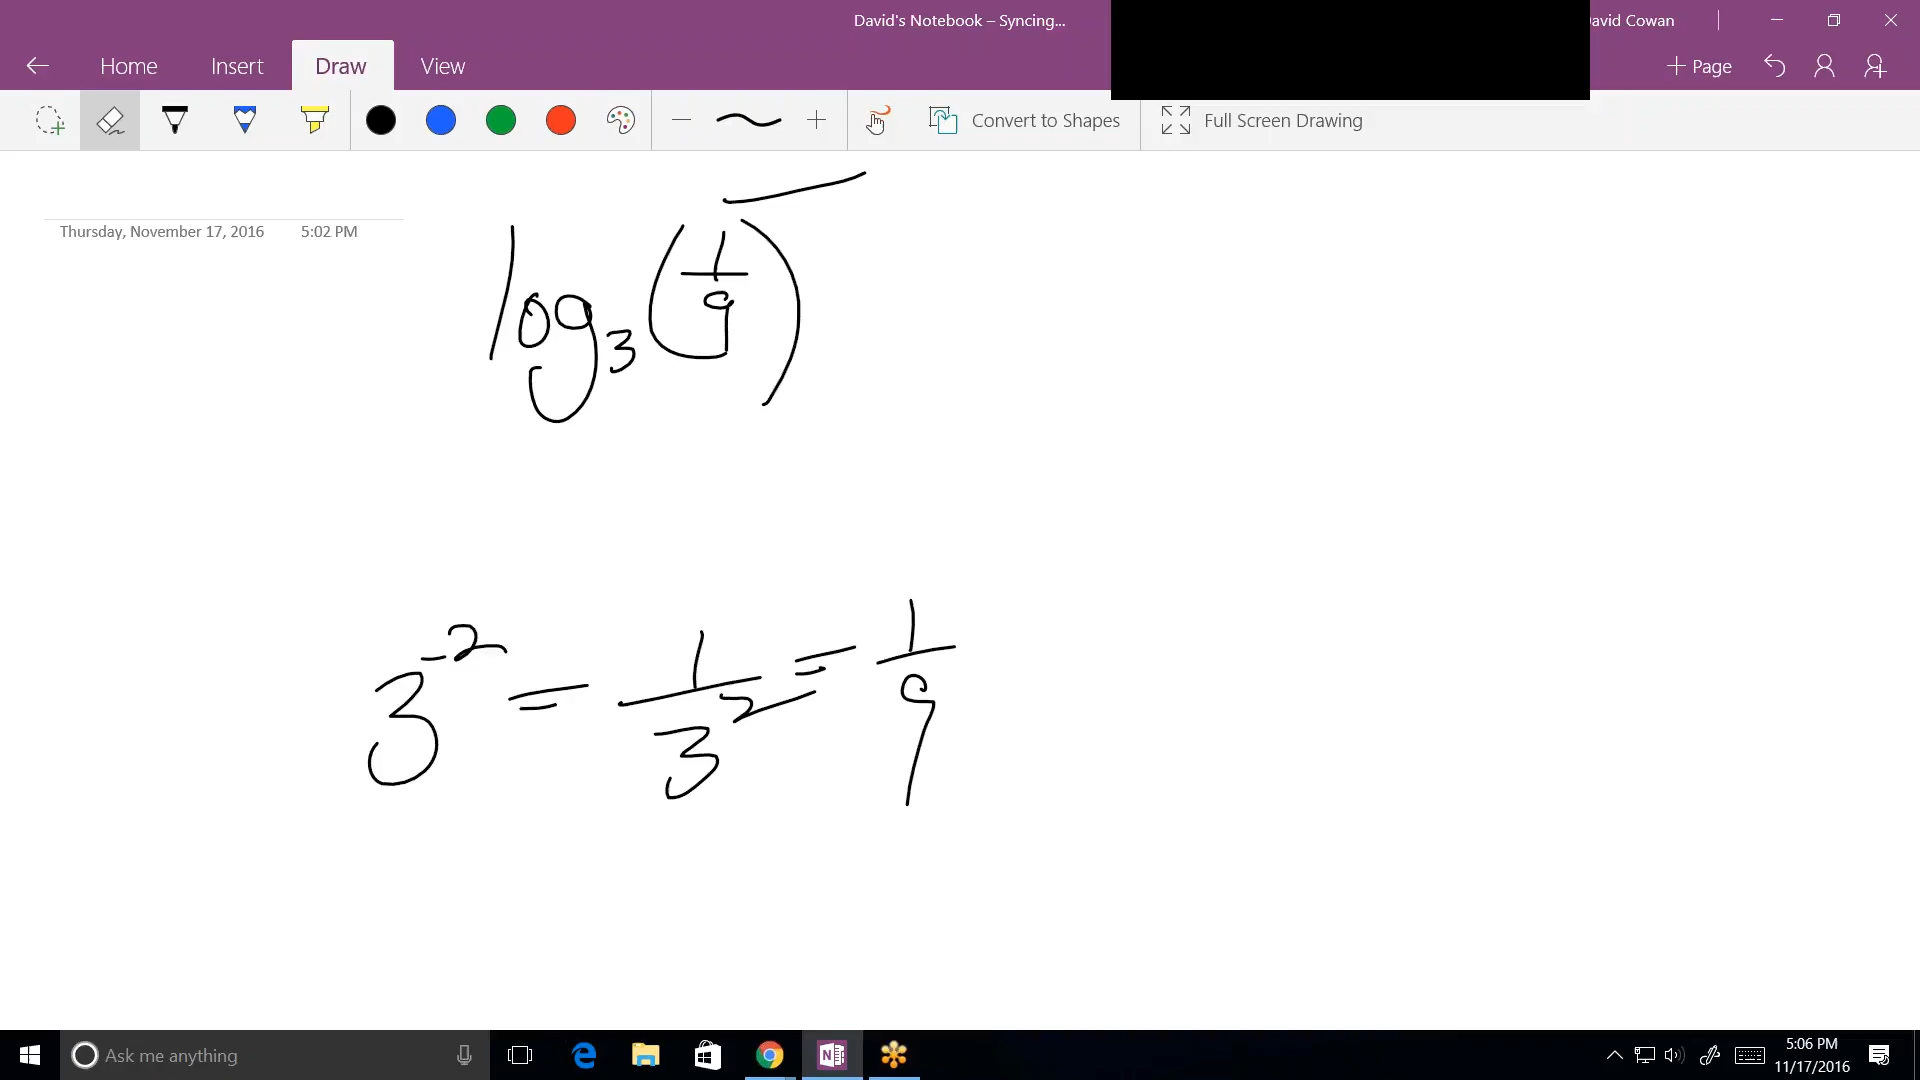 David's Notebook – Syncing...
avid Cowan
Home Insert Draw View
+ Page
Convert to Shapes
Full Screen Drawing
Thursday, November 17, 2016 5:02 PM
log₃(1/9)
3⁻² = 1/3² = 1/9
Ask me anything
5:06 PM
11/17/2016